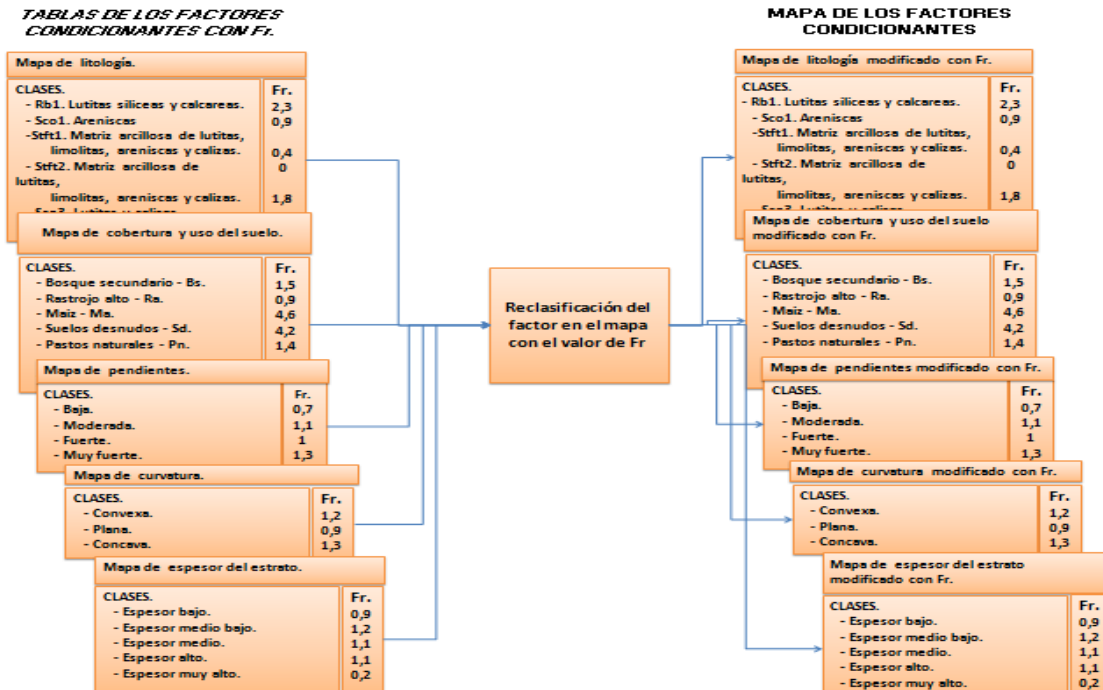 TABLAS DE LOS FACTORES
CONDICIONANTES CON Fr.
Mapa de litología.
CLASES. Fr.
- Rb1. Lutitas siliceas y calcareas. 2,3
- Sco1. Areniscas 0,9
-Stft1. Matriz arcillosa de lutitas,
limolitas, areniscas y calizas. 0,4
- Stft2. Matriz arcillosa de 0
lutitas,
limolitas, areniscas y calizas. 1,8
Mapa de cobertura y uso del suelo.
CLASES. Fr.
- Bosque secundario - Bs. 1,5
- Rastrojo alto - Ra. 0,9
- Maiz - Ma. 4,6
- Suelos desnudos - Sd. 4,2
- Pastos naturales - Pn. 1,4
Mapa de pendientes.
CLASES. Fr.
- Baja. 0,7
- Moderada. 1,1
- Fuerte. 1
- Muy fuerte. 1,3
Mapa de curvatura.
CLASES. Fr.
- Convexa. 1,2
- Plana. 0,9
- Concava. 1,3
Mapa de espesor del estrato.
CLASES. Fr.
- Espesor bajo. 0,9
- Espesor medio bajo. 1,2
- Espesor medio. 1,1
- Espesor alto. 1,1
- Espesor muy alto. 0,2
Reclasificación del
factor en el mapa
con el valor de Fr
MAPA DE LOS FACTORES
CONDICIONANTES
Mapa de litología modificado con Fr.
CLASES. Fr.
- Rb1. Lutitas siliceas y calcareas. 2,3
- Sco1. Areniscas 0,9
-Stft1. Matriz arcillosa de lutitas,
limolitas, areniscas y calizas. 0,4
- Stft2. Matriz arcillosa de 0
lutitas,
limolitas, areniscas y calizas. 1,8
Mapa de cobertura y uso del suelo
modificado con Fr.
CLASES. Fr.
- Bosque secundario - Bs. 1,5
- Rastrojo alto - Ra. 0,9
- Maiz - Ma. 4,6
- Suelos desnudos - Sd. 4,2
- Pastos naturales - Pn. 1,4
Mapa de pendientes modificado con Fr.
CLASES. Fr.
- Baja. 0,7
- Moderada. 1,1
- Fuerte. 1
- Muy fuerte. 1,3
Mapa de curvatura modificado con Fr.
CLASES. Fr.
- Convexa. 1,2
- Plana. 0,9
- Concava. 1,3
Mapa de espesor del estrato
modificado con Fr.
CLASES. Fr.
- Espesor bajo. 0,9
- Espesor medio bajo. 1,2
- Espesor medio. 1,1
- Espesor alto. 1,1
- Espesor muy alto. 0,2